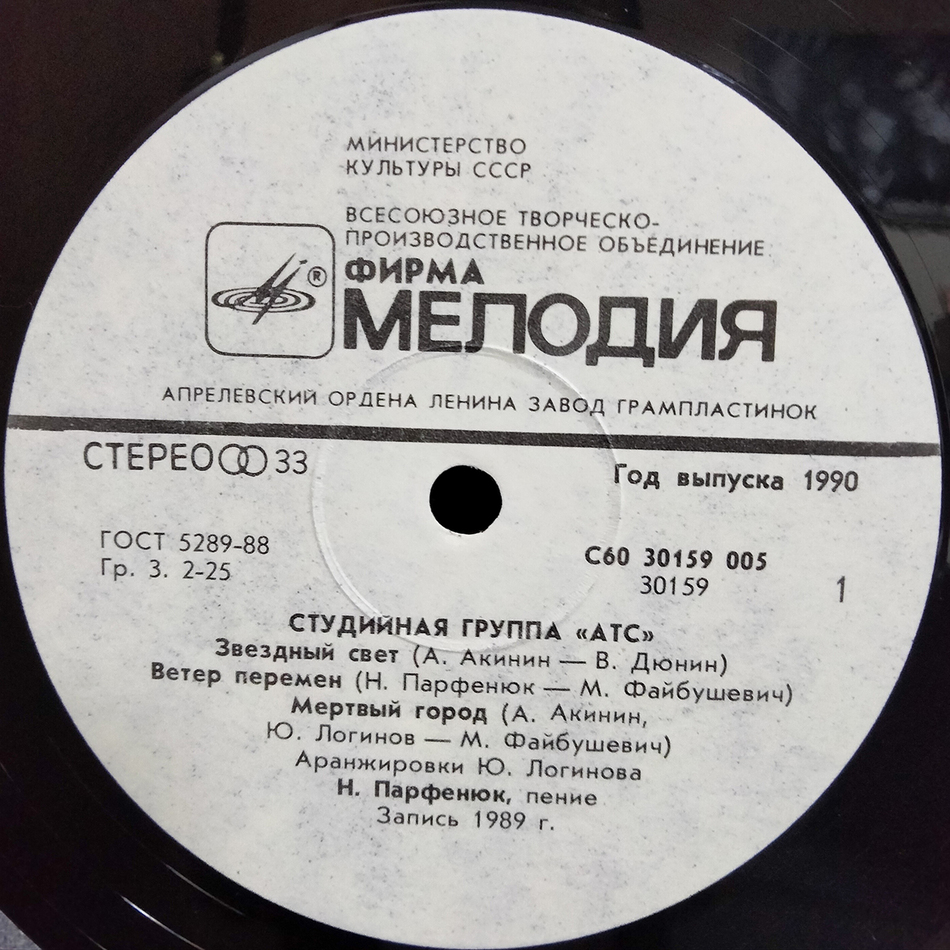 МИНИСТЕРСТВО
КУЛЬТУРЫ СССР
ВСЕСОЮЗНОЕ ТВОРЧЕСКО-
ПРОИЗВОДСТВЕННОЕ ОБЪЕДИНЕНИЕ
®
ФИРМА
МЕЛОДИЯ
АПРЕЛЕВСКИЙ ОРДЕНА ЛЕНИНА ЗАВОД ГРАМПЛАСТИНОК
СТЕРЕО 33
Год выпуска 1990
ГОСТ 5289-88
Гр. 3. 2-25
С60 30159 005
30159
1
СТУДИЙНАЯ ГРУППА «АТС»
Звездный свет (А. Акинин — В. Дюнин)
Ветер перемен (Н. Парфенюк — М. Файбушевич)
Мертвый город (А. Акинин,
Ю. Логинов — М. Файбушевич)
Аранжировки Ю. Логинова
Н. Парфенюк, пение
Запись 1989 г.